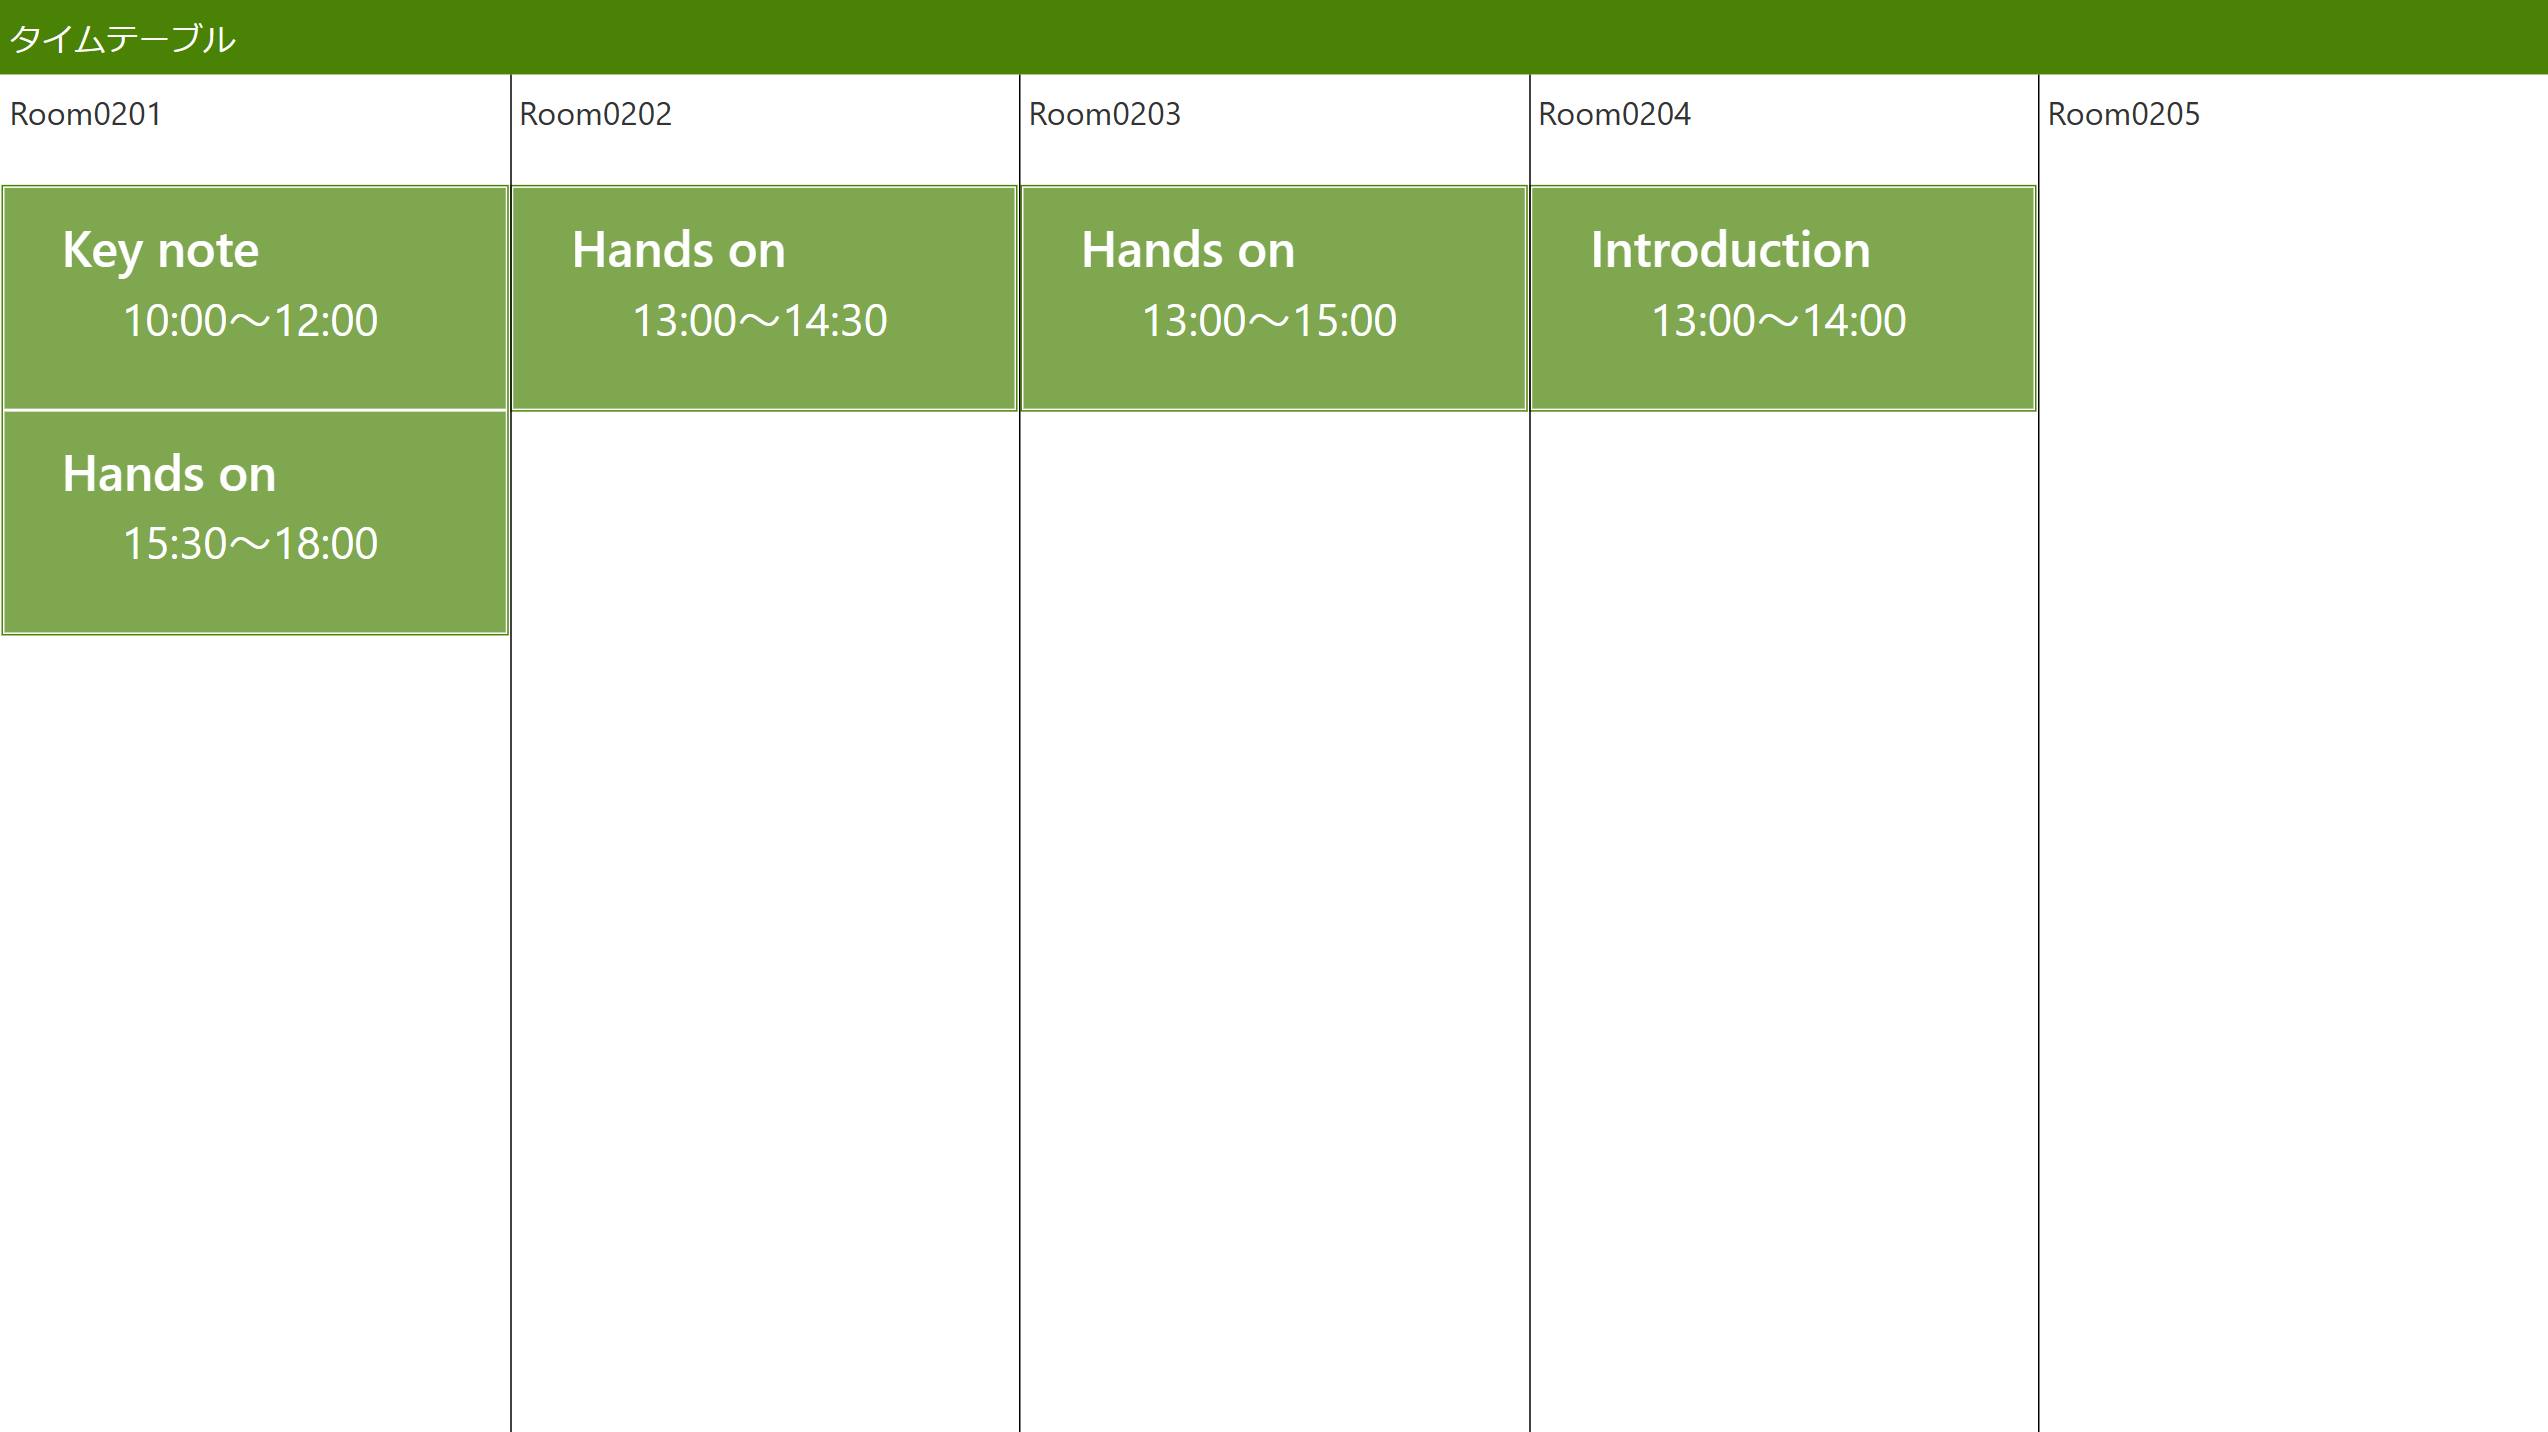 タイムテーブル
Room0201
Room0202
Room0203
Room0204
Room0205
Key note
10:00～12:00
Hands on
15:30～18:00
Hands on
13:00～14:30
Hands on
13:00～15:00
Introduction
13:00～14:00